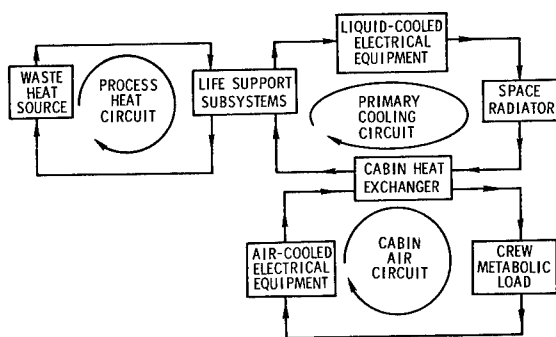 WASTE
HEAT
SOURCE
PROCESS
HEAT
CIRCUIT
LIFE SUPPORT
SUBSYSTEMS
LIQUID-COOLED
ELECTRICAL
EQUIPMENT
PRIMARY
COOLING
CIRCUIT
SPACE
RADIATOR
CABIN HEAT
EXCHANGER
AIR-COOLED
ELECTRICAL
EQUIPMENT
CABIN
AIR
CIRCUIT
CREW
METABOLIC
LOAD